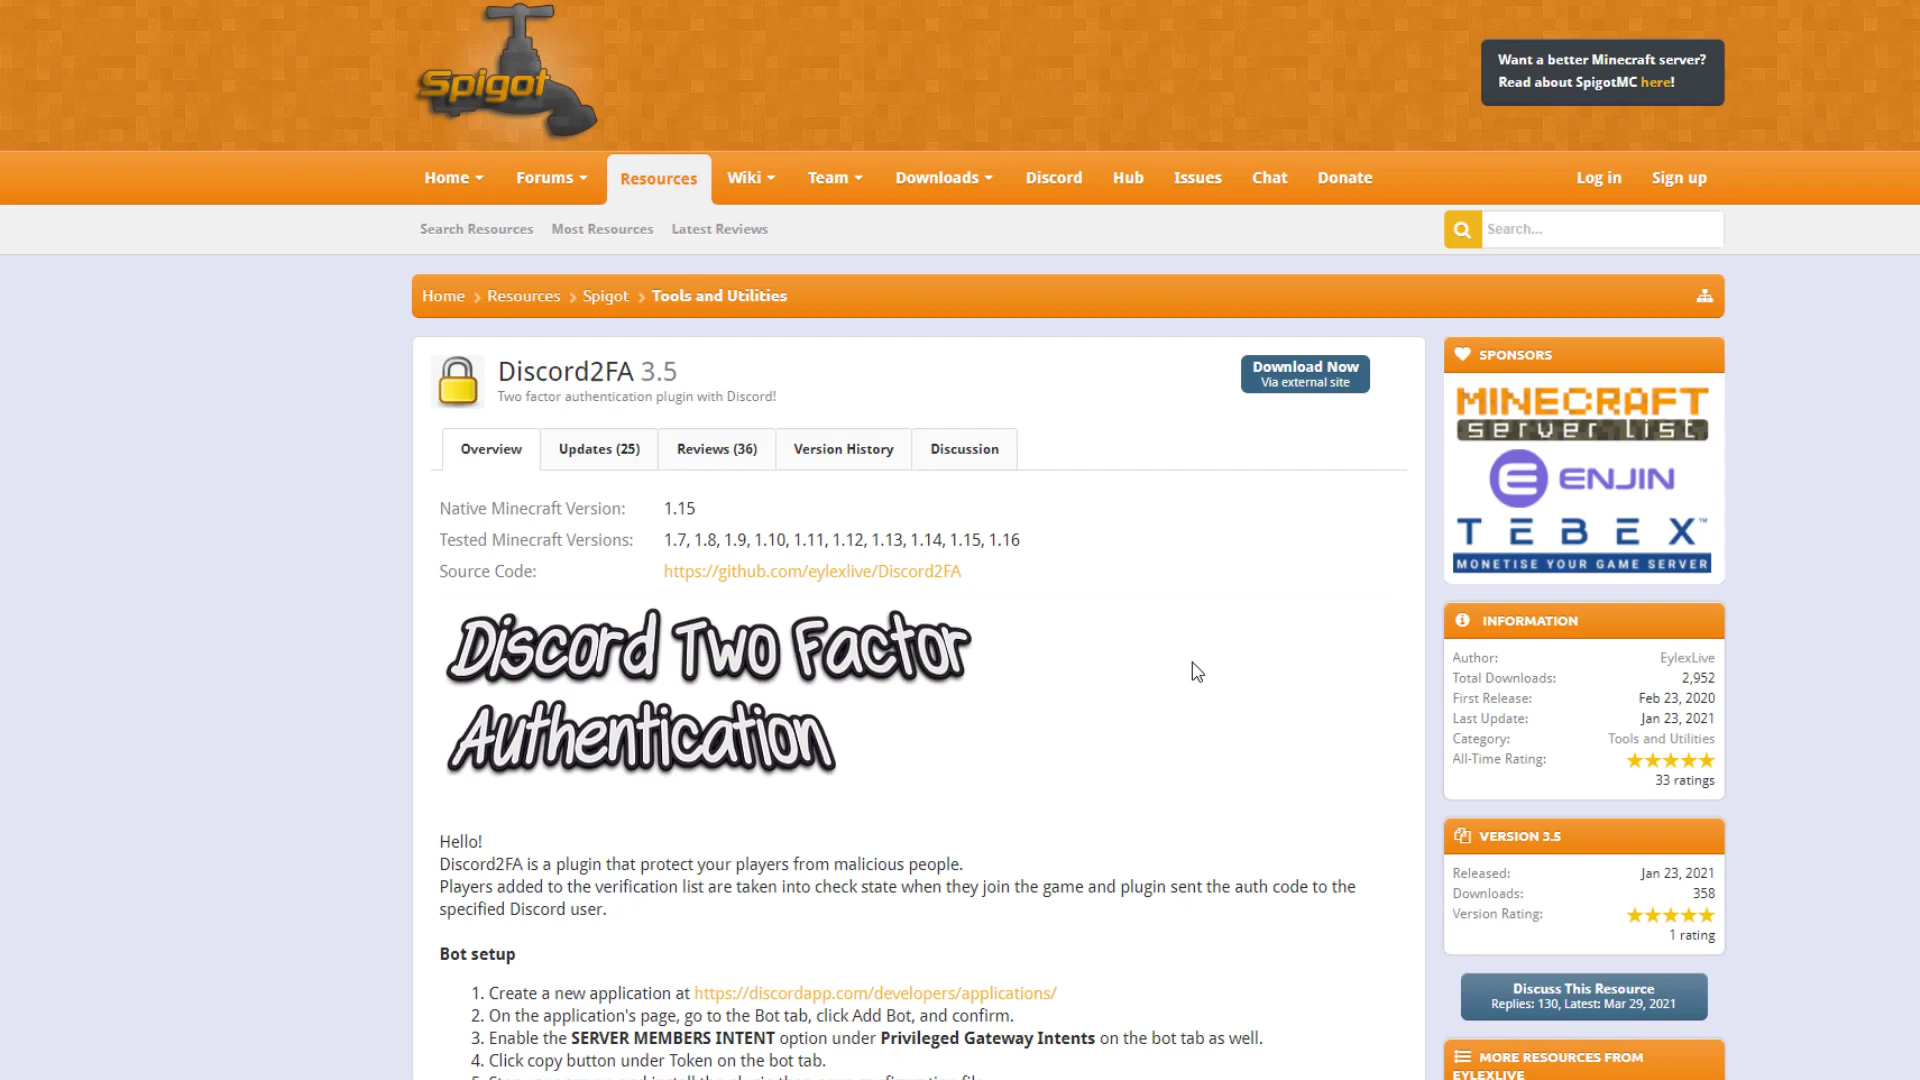 Spigot
Want a better Minecraft server?
Read about SpigotMC here!
Home Forums Resources Wiki Team Downloads Discord Hub Issues Chat Donate Log in Sign up
Search Resources Most Resources Latest Reviews
Search...
Home Resources Spigot Tools and Utilities
Discord2FA 3.5
Two factor authentication plugin with Discord!
Download Now
Via external site
Overview Updates (25) Reviews (36) Version History Discussion
Native Minecraft Version: 1.15
Tested Minecraft Versions: 1.7, 1.8, 1.9, 1.10, 1.11, 1.12, 1.13, 1.14, 1.15, 1.16
Source Code: https://github.com/eylexlive/Discord2FA
Discord Two Factor
Authentication
Hello!
Discord2FA is a plugin that protect your players from malicious people.
Players added to the verification list are taken into check state when they join the game and plugin sent the auth code to the
specified Discord user.
Bot setup
1. Create a new application at https://discordapp.com/developers/applications/
2. On the application's page, go to the Bot tab, click Add Bot, and confirm.
3. Enable the SERVER MEMBERS INTENT option under Privileged Gateway Intents on the bot tab as well.
4. Click copy button under Token on the bot tab.
SPONSORS
MINECRAFT
server list
ENJIN
TEBEX™
MONETISE YOUR GAME SERVER
INFORMATION
Author: EylexLive
Total Downloads: 2,952
First Release: Feb 23, 2020
Last Update: Jan 23, 2021
Category: Tools and Utilities
All-Time Rating:
33 ratings
VERSION 3.5
Released: Jan 23, 2021
Downloads: 358
Version Rating:
1 rating
Discuss This Resource
Replies: 130, Latest: Mar 29, 2021
MORE RESOURCES FROM
EYLEXLIVE